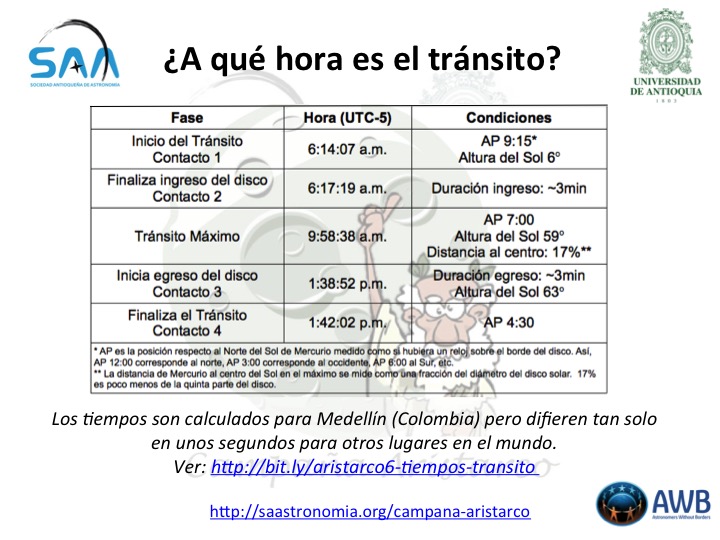 SAA
SOCIEDAD ANTIOQUEÑA DE ASTRONOMIA
¿A qué hora es el tránsito?
UNIVERSIDAD
DE ANTIOQUIA
1803
Fase Hora (UTC-5) Condiciones
Inicio del Tránsito
Contacto 1
6:14:07 a.m.
AP 9:15*
Altura del Sol 6°
Finaliza ingreso del disco
Contacto 2
6:17:19 a.m.
Duración ingreso: ~3min
Tránsito Máximo
9:58:38 a.m.
AP 7:00
Altura del Sol 59°
Distancia al centro: 17%**
Inicia egreso del disco
Contacto 3
1:38:52 p.m.
Duración egreso: ~3min
Altura del Sol 63°
Finaliza el Tránsito
Contacto 4
1:42:02 p.m.
AP 4:30
* AP es la posición respecto al Norte del Sol de Mercurio medido como si hubiera un reloj sobre el borde del disco. Así,
AP 12:00 corresponde al norte, AP 3:00 corresponde al occidente, AP 6:00 al Sur, etc.
** La distancia de Mercurio al centro del Sol en el máximo se mide como una fracción del diámetro del disco solar. 17%
es poco menos de la quinta parte del disco.
Los tiempos son calculados para Medellín (Colombia) pero difieren tan solo
en unos segundos para otros lugares en el mundo.
Campaña Aristarco
Ver: http://bit.ly/aristarco6-tiempos-transito
http://saastronomia.org/campana-aristarco
AWB
Astronomers Without Borders